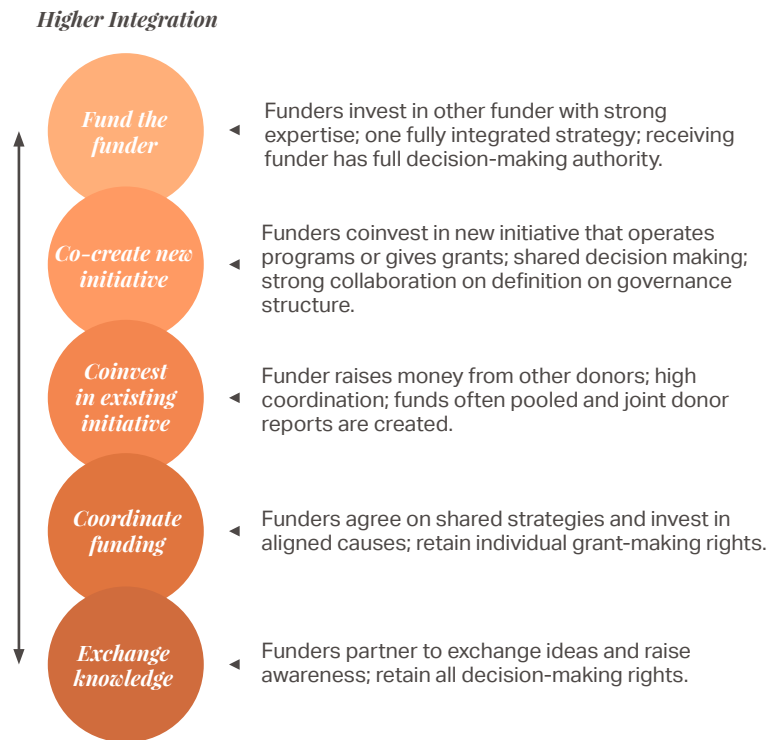 Higher Integration
Fund the
funder
Funders invest in other funder with strong
expertise; one fully integrated strategy; receiving
funder has full decision-making authority.
Co-create new
initiative
Funders coinvest in new initiative that operates
programs or gives grants; shared decision making;
strong collaboration on definition on governance
structure.
Coinvest
in existing
initiative
Funder raises money from other donors; high
coordination; funds often pooled and joint donor
reports are created.
Coordinate
funding
Funders agree on shared strategies and invest in
aligned causes; retain individual grant-making rights.
Exchange
knowledge
Funders partner to exchange ideas and raise
awareness; retain all decision-making rights.